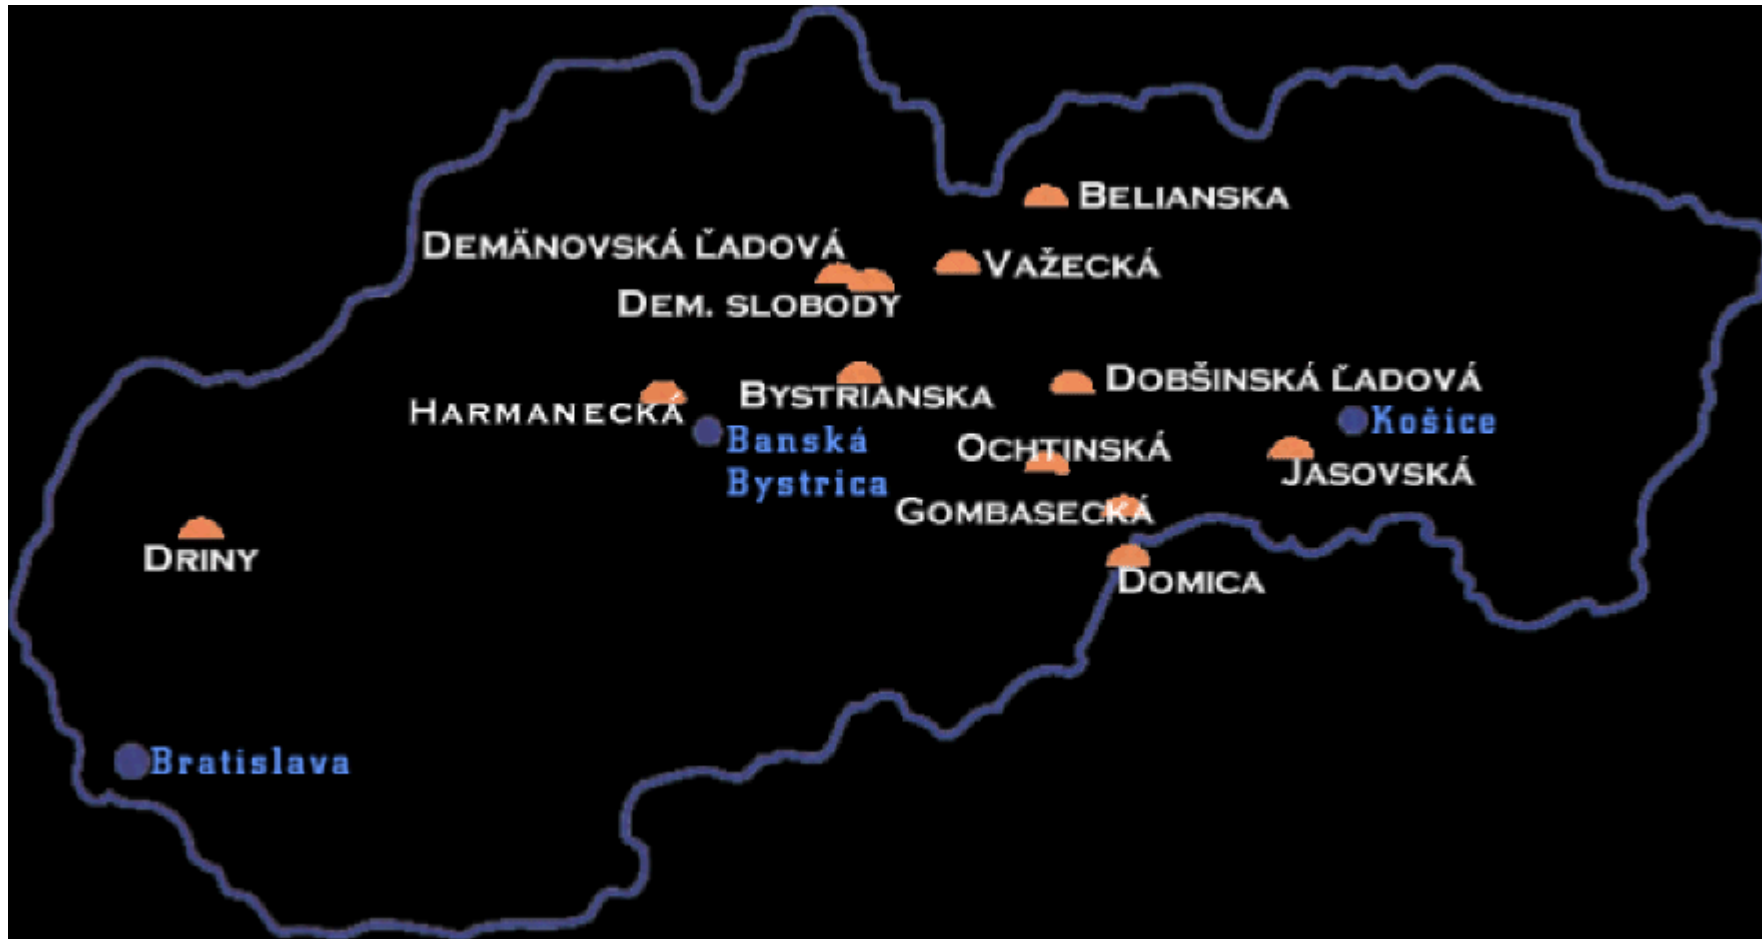 BELIANSKA
DEMÄNOVSKÁ ĽADOVÁ
VAŽECKÁ
DEM. SLOBODY
DOBŠINSKÁ ĽADOVÁ
BYSTRIANSKA
HARMANECKÁ
Košice
Banská
Bystrica
OCHTINSKÁ
JASOVSKÁ
GOMBASECKÁ
DRINY
DOMICA
Bratislava